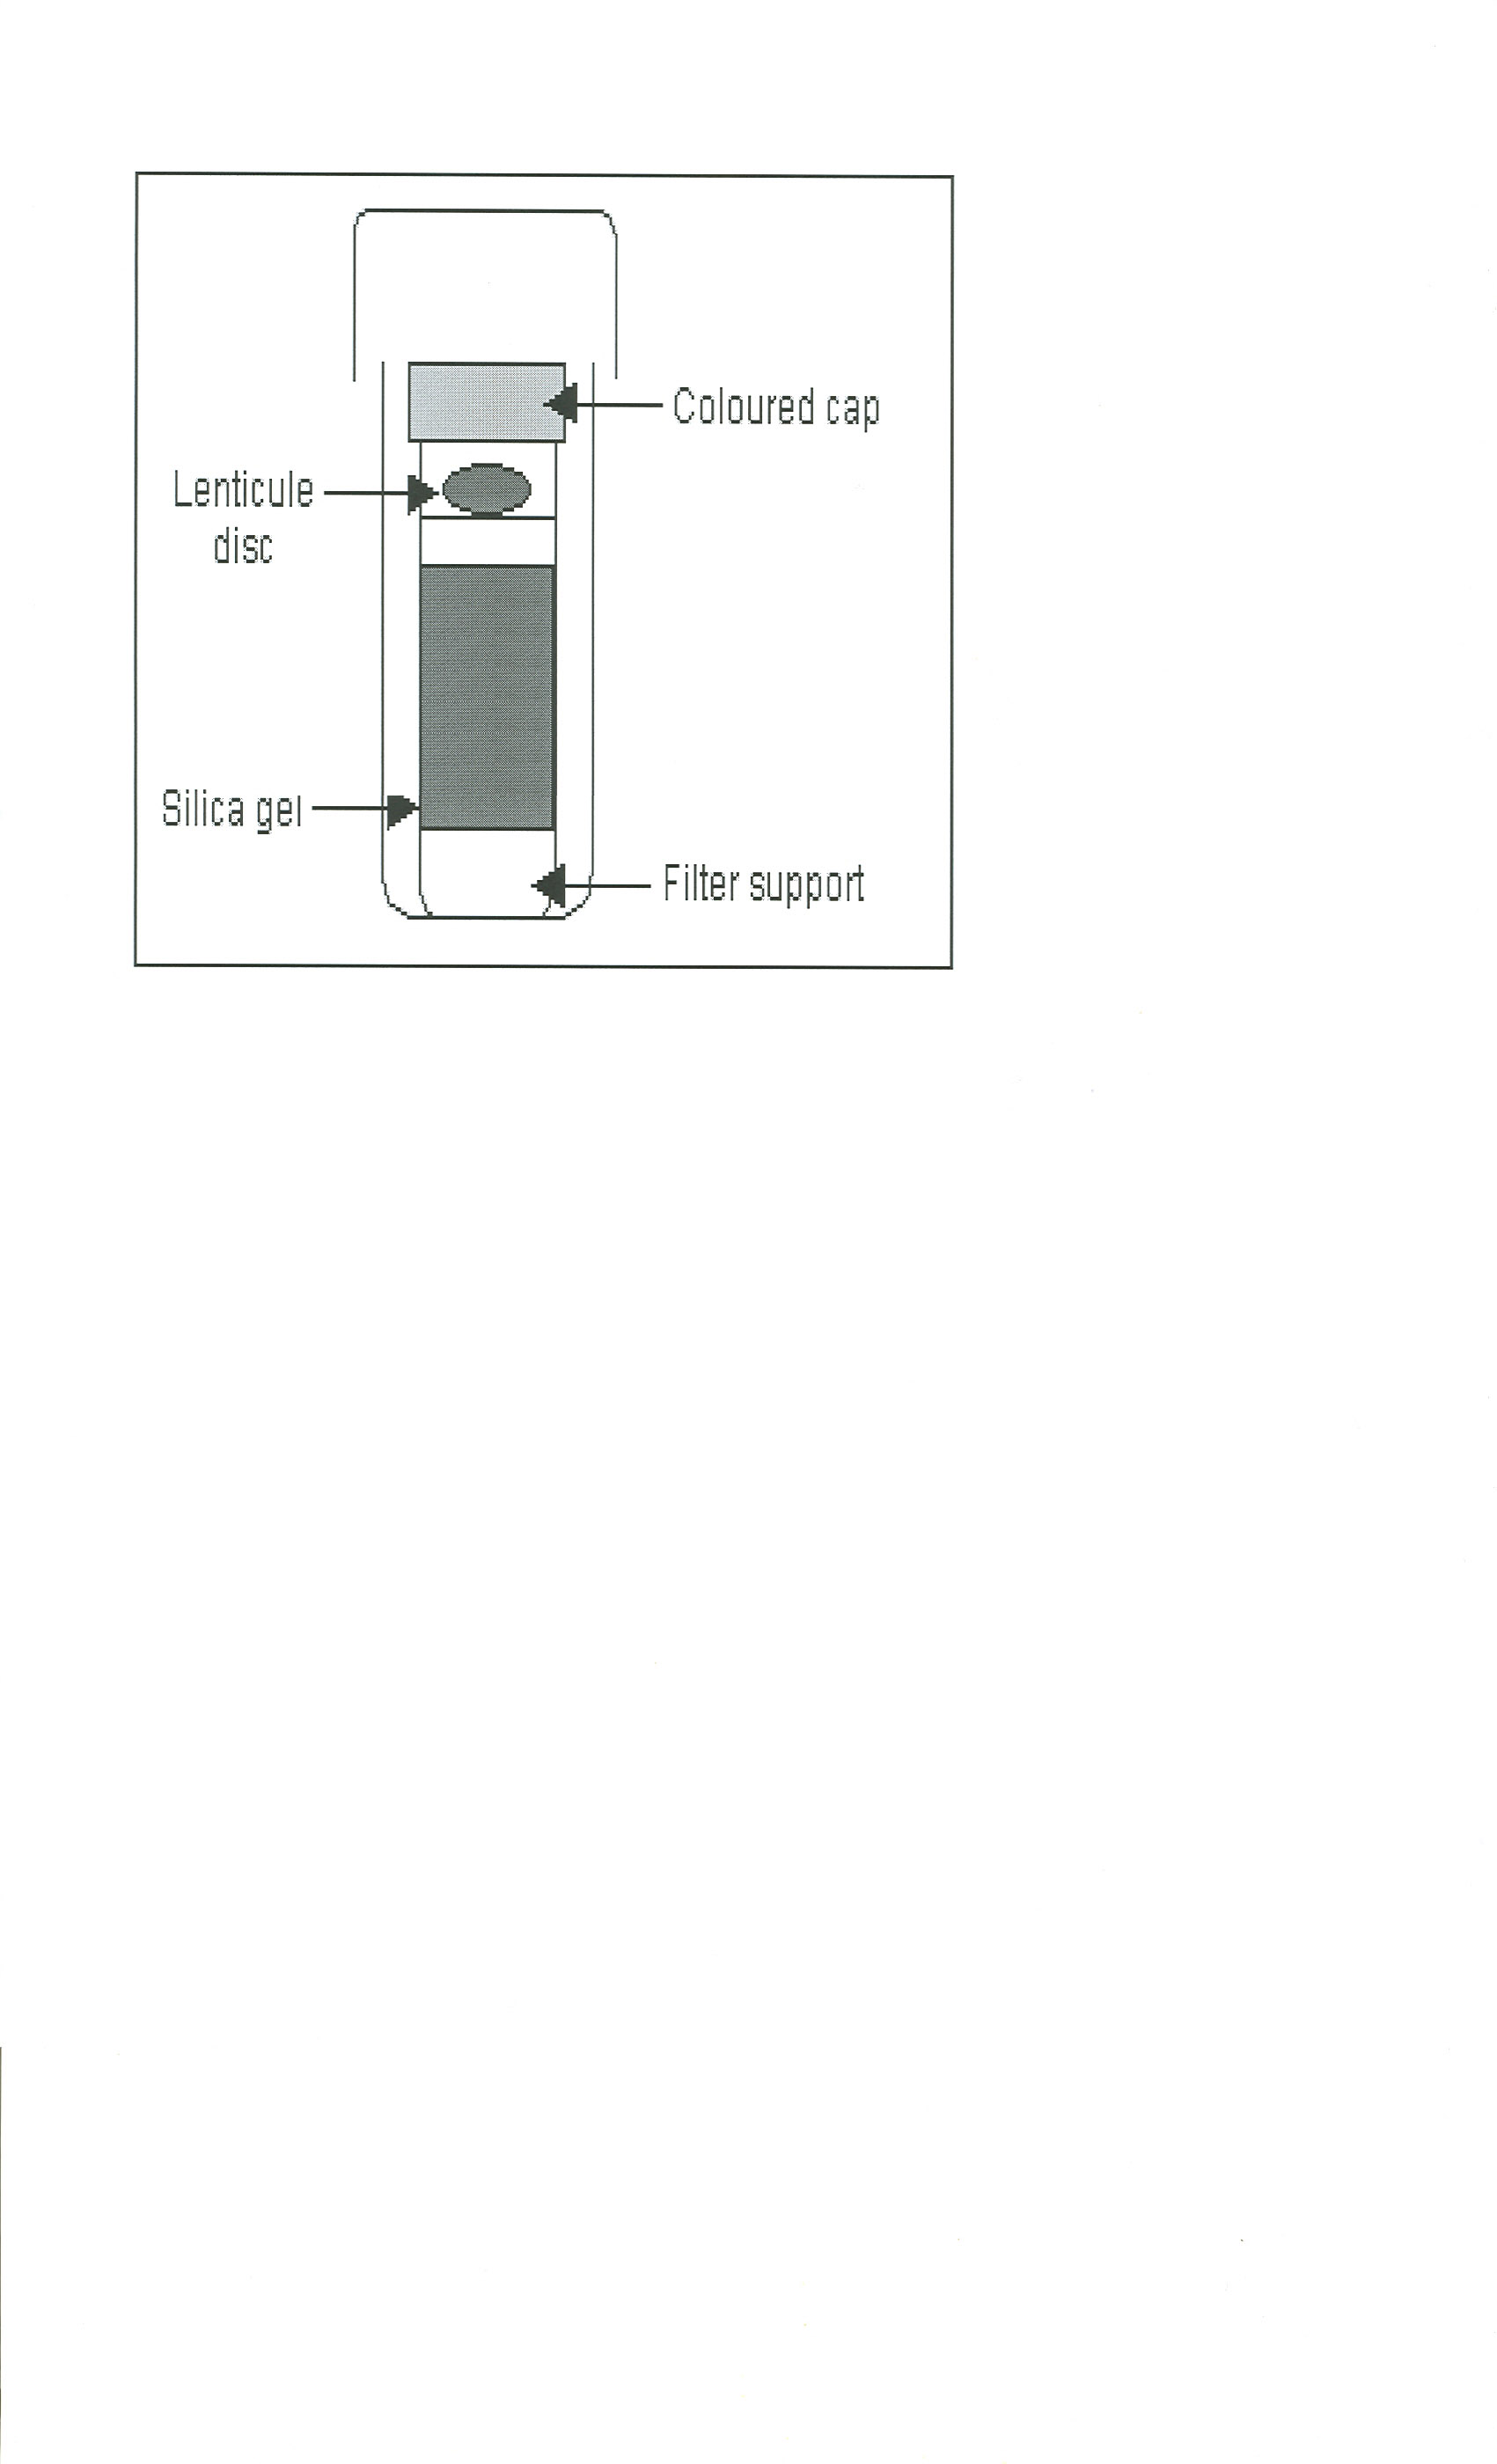 Coloured cap
Lenticule
disc
Silica gel
Filter support